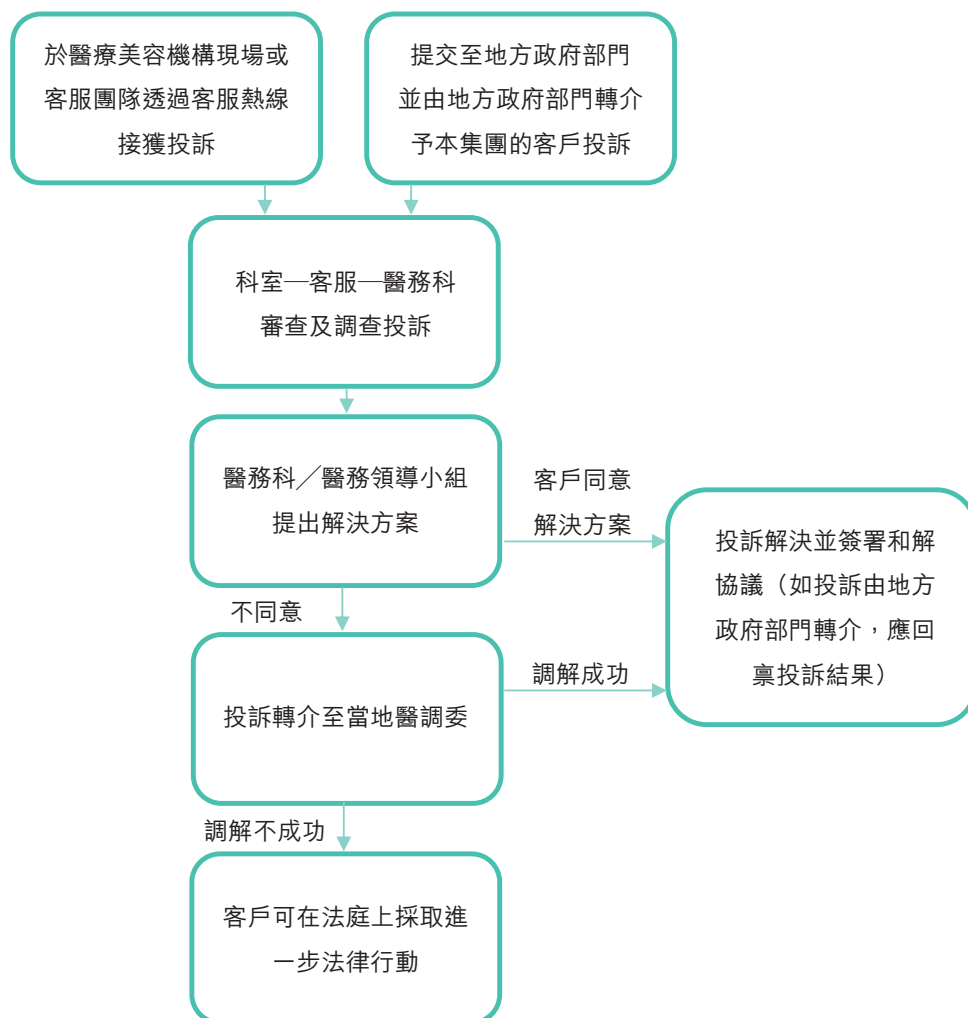 於醫療美容機構現場或
客服團隊透過客服熱線
接獲投訴
提交至地方政府部門
並由地方政府部門轉介
予本集團的客戶投訴
科室—客服—醫務科
審查及調查投訴
醫務科／醫務領導小組
提出解決方案
客戶同意
解決方案
投訴解決並簽署和解
協議（如投訴由地方
政府部門轉介，應回
禀投訴結果）
不同意
投訴轉介至當地醫調委
調解成功
調解不成功
客戶可在法庭上採取進
一步法律行動